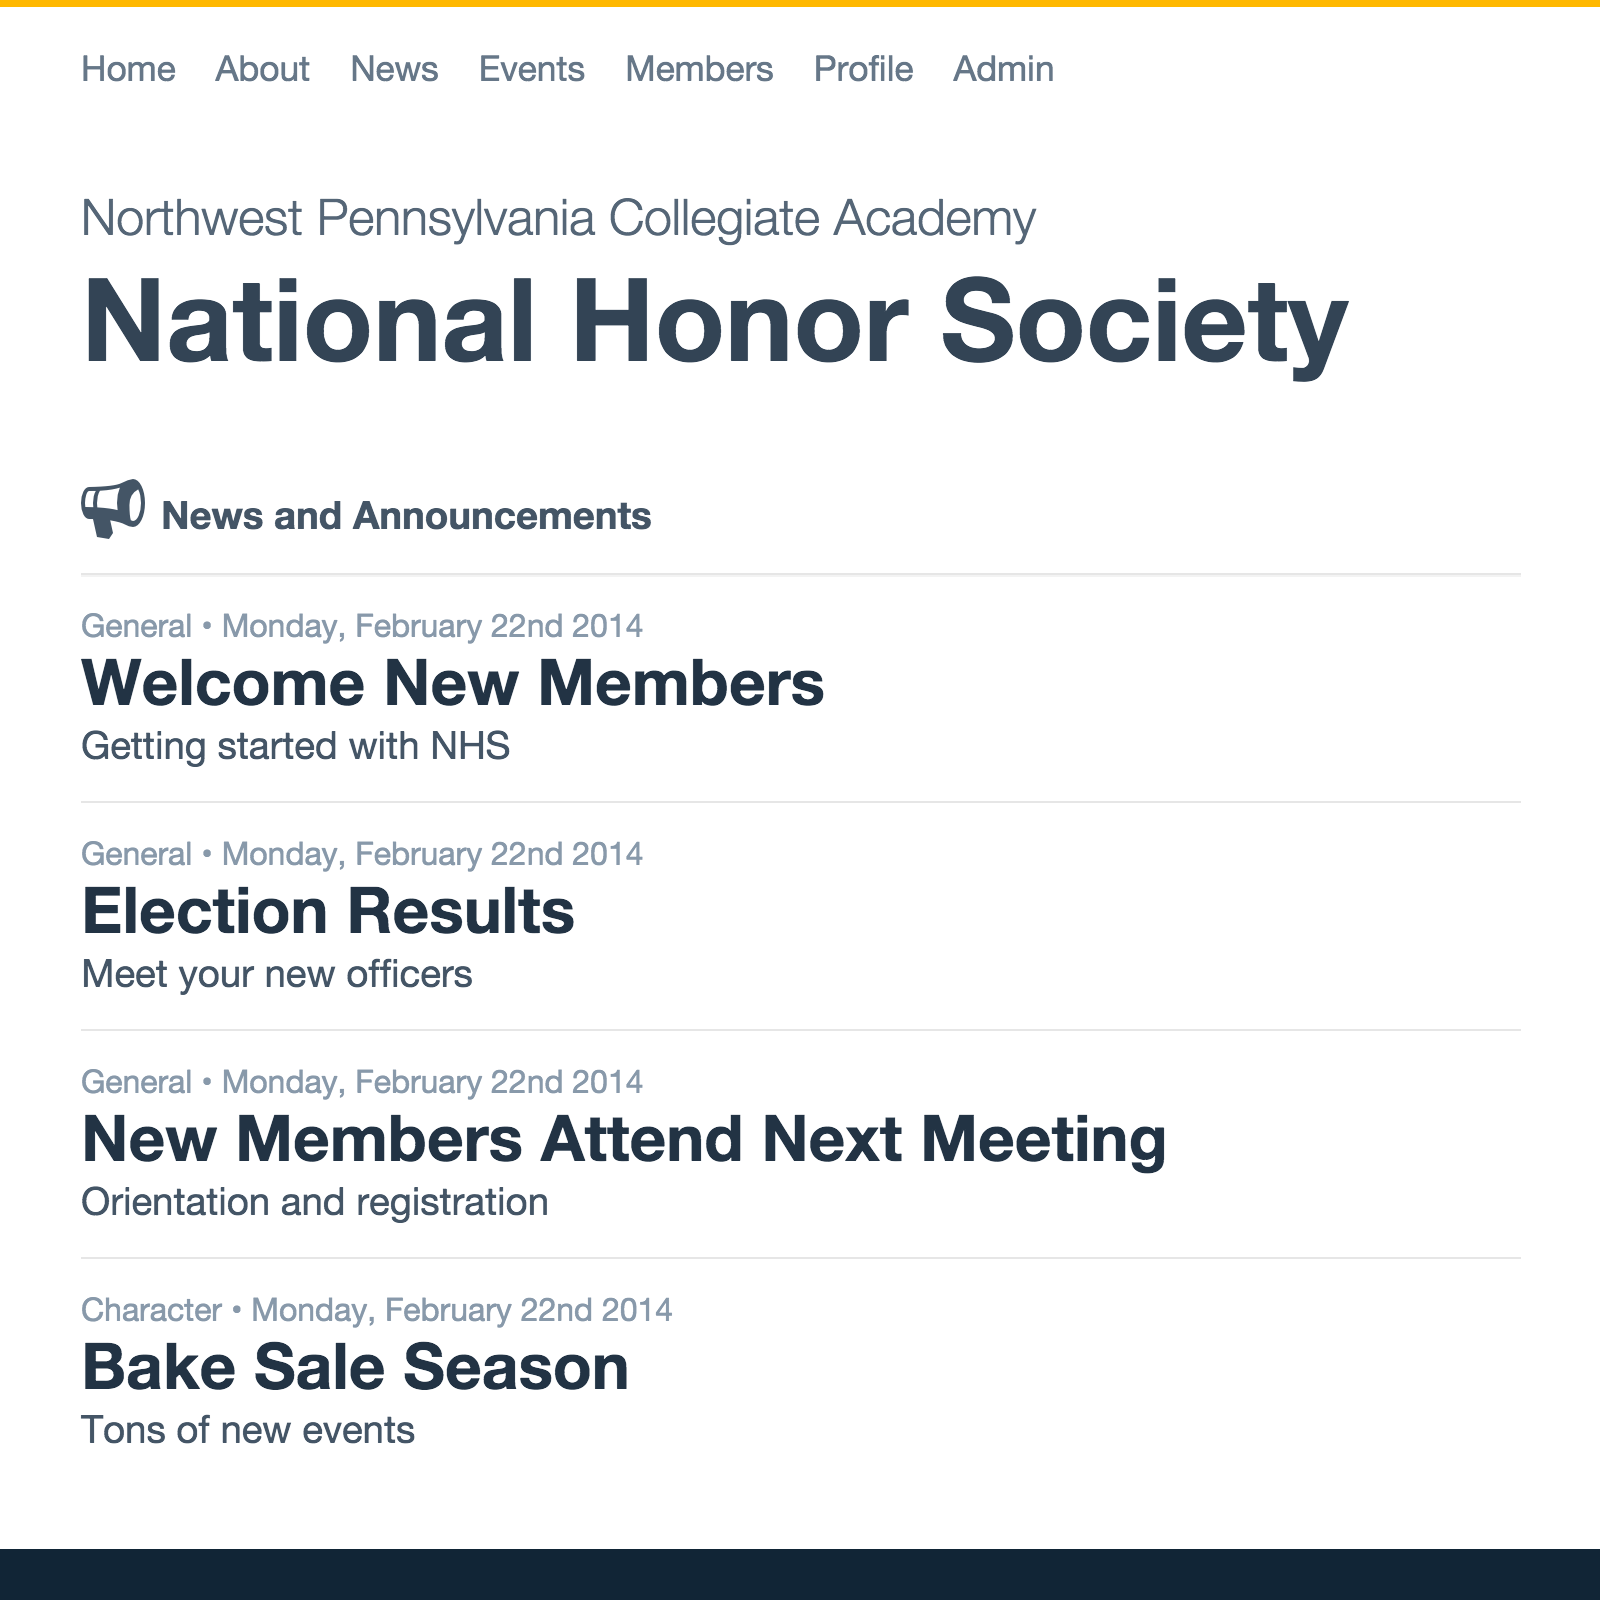 Home About News Events Members Profile Admin
Northwest Pennsylvania Collegiate Academy
National Honor Society
News and Announcements
General • Monday, February 22nd 2014
Welcome New Members
Getting started with NHS
General • Monday, February 22nd 2014
Election Results
Meet your new officers
General • Monday, February 22nd 2014
New Members Attend Next Meeting
Orientation and registration
Character • Monday, February 22nd 2014
Bake Sale Season
Tons of new events